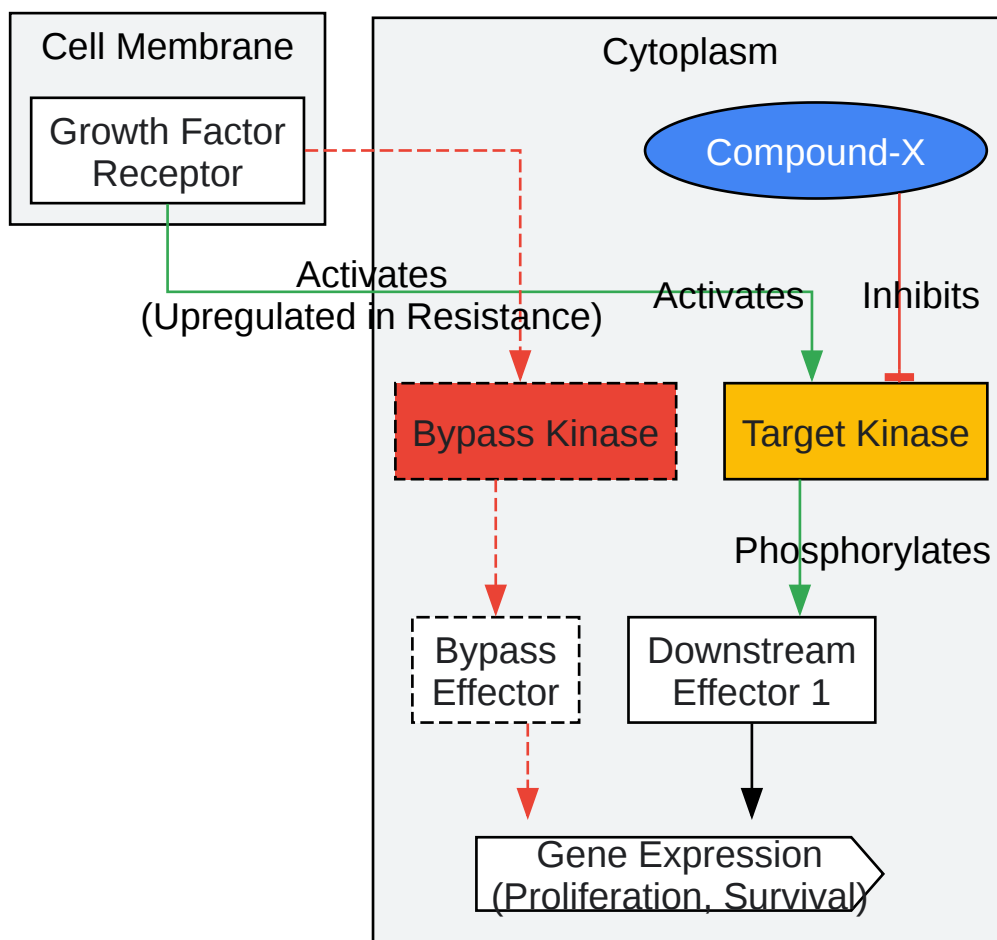 Cell Membrane
Cytoplasm
Growth Factor
Receptor
Compound-X
Activates
(Upregulated in Resistance)
Activates
Inhibits
Bypass Kinase
Target Kinase
Phosphorylates
Bypass
Effector
Downstream
Effector 1
Gene Expression
(Proliferation, Survival)